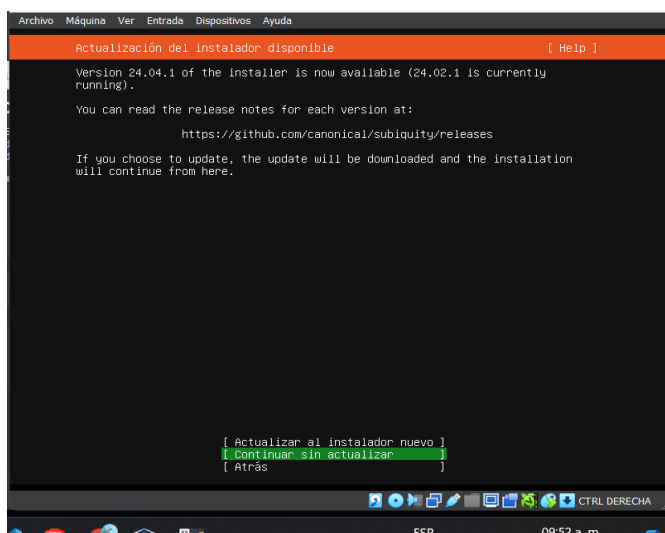 Archivo Máquina Ver Entrada Dispositivos Ayuda
Actualización del instalador disponible [ Help ]
Version 24.04.1 of the installer is now available (24.02.1 is currently
running).
You can read the release notes for each version at:
https://github.com/canonical/subiquity/releases
If you choose to update, the update will be downloaded and the installation
will continue from here.
[ Actualizar al instalador nuevo ]
[ Continuar sin actualizar ]
[ Atrás ]
CTRL DERECHA
ESP 09:52 a. m.